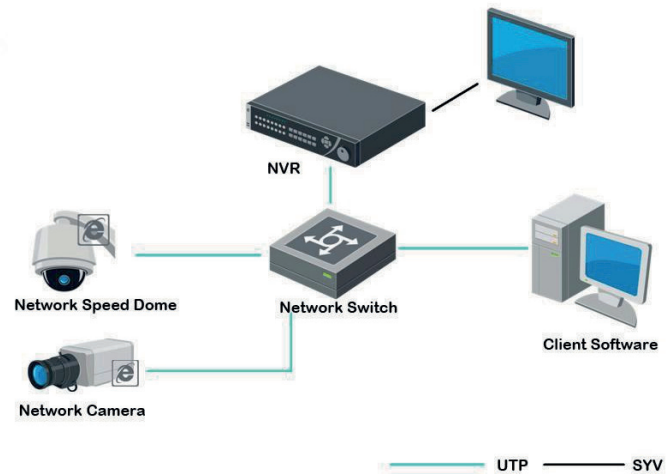 NVR
Network Speed Dome
Network Switch
Client Software
Network Camera
UTP
SYV